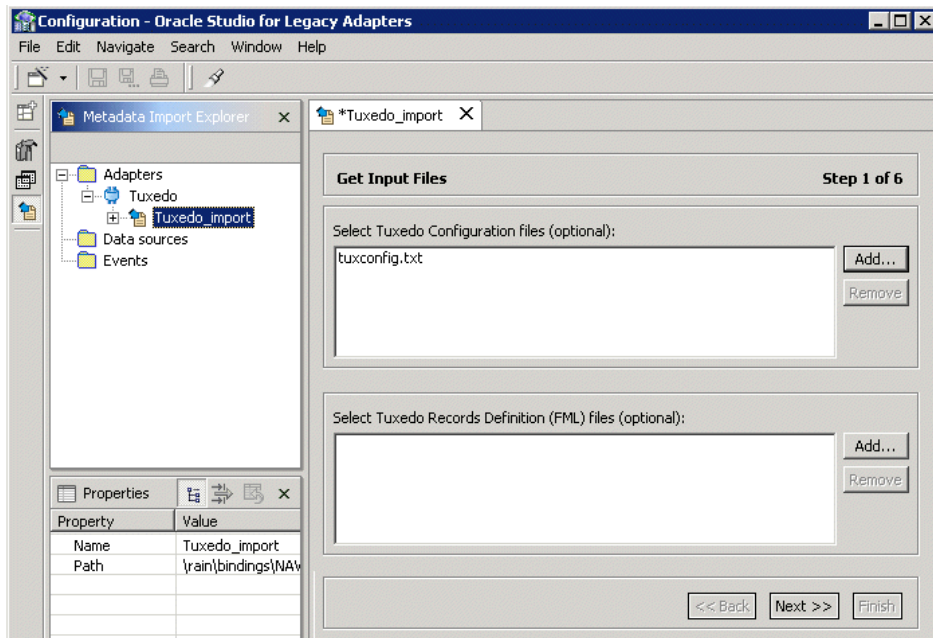 Configuration - Oracle Studio for Legacy Adapters
File Edit Navigate Search Window Help
Metadata Import Explorer
*Tuxedo_import
Adapters
Tuxedo
Tuxedo_import
Data sources
Events
Get Input Files Step 1 of 6
Select Tuxedo Configuration files (optional):
tuxconfig.txt
Add...
Remove
Select Tuxedo Records Definition (FML) files (optional):
Add...
Remove
Properties
Property Value
Name Tuxedo_import
Path \rain\bindings\NAV
<< Back Next >> Finish